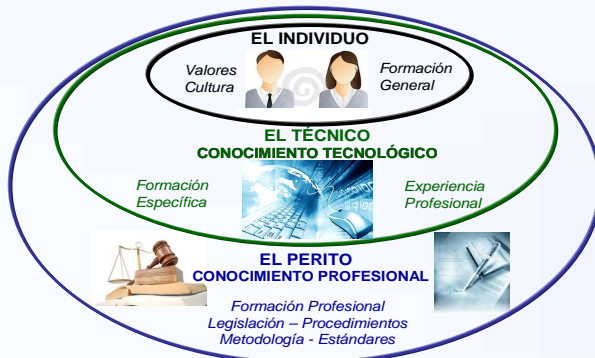 EL INDIVIDUO
Valores
Cultura
Formación
General
EL TÉCNICO
CONOCIMIENTO TECNOLÓGICO
Formación
Específica
Experiencia
Profesional
EL PERITO
CONOCIMIENTO PROFESIONAL
Formación Profesional
Legislación – Procedimientos
Metodología - Estándares